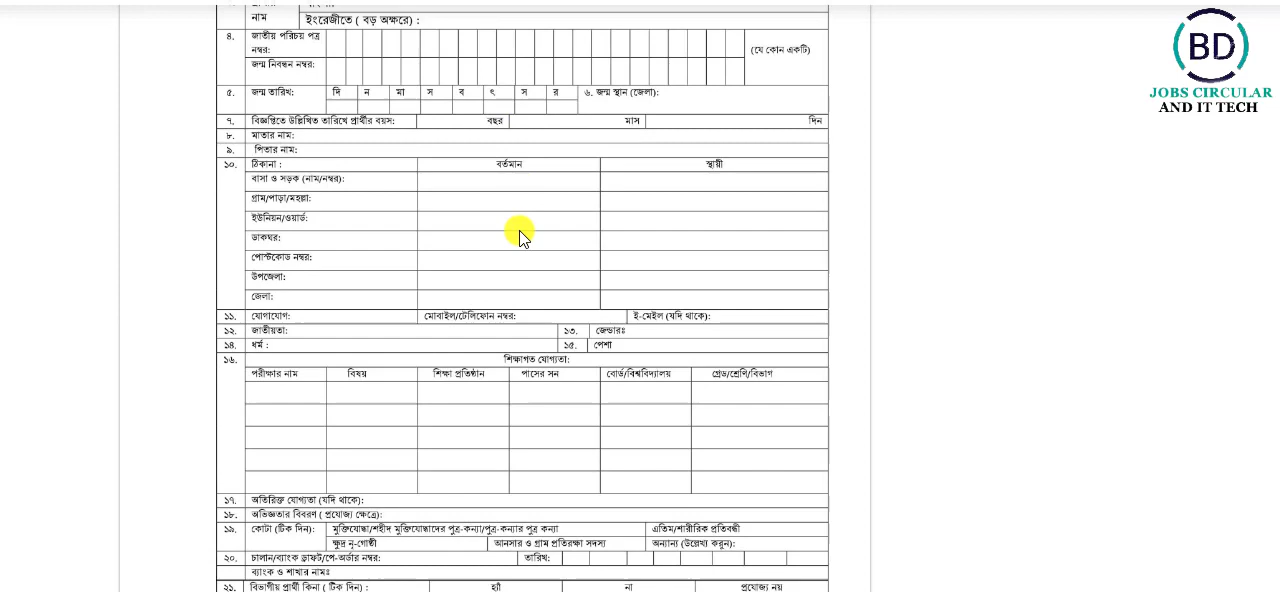 নাম
ইংরেজীতে ( বড় অক্ষরে) :
৪. জাতীয় পরিচয় পত্র নম্বর: (যে কোন একটি)
জন্ম নিবন্ধন নম্বর:
৫. জন্ম তারিখ: দি ন মা স ব ৎ স র ৬. জন্ম স্থান (জেলা):
৭. বিজ্ঞপ্তিতে উল্লিখিত তারিখে প্রার্থীর বয়স: বছর মাস দিন
৮. মাতার নাম:
৯. পিতার নাম:
১০. ঠিকানা : বর্তমান স্থায়ী
বাসা ও সড়ক (নাম/নম্বর):
গ্রাম/পাড়া/মহল্লা:
ইউনিয়ন/ওয়ার্ড:
ডাকঘর:
পোস্টকোড নম্বর:
উপজেলা:
জেলা:
১১. যোগাযোগ: মোবাইল/টেলিফোন নম্বর: ই-মেইল (যদি থাকে):
১২. জাতীয়তা: ১৩. জেন্ডারঃ
১৪. ধর্ম : ১৫. পেশা
১৬. শিক্ষাগত যোগ্যতা:
পরীক্ষার নাম বিষয় শিক্ষা প্রতিষ্ঠান পাসের সন বোর্ড/বিশ্ববিদ্যালয় গ্রেড/শ্রেণি/বিভাগ
১৭. অতিরিক্ত যোগ্যতা (যদি থাকে):
১৮. অভিজ্ঞতার বিবরণ ( প্রযোজ্য ক্ষেত্রে):
১৯. কোটা (টিক দিন): মুক্তিযোদ্ধা/শহীদ মুক্তিযোদ্ধাদের পুত্র-কন্যা/পুত্র-কন্যার পুত্র কন্যা এতিম/শারীরিক প্রতিবন্ধী
ক্ষুদ্র নৃ-গোষ্ঠী আনসার ও গ্রাম প্রতিরক্ষা সদস্য অন্যান্য (উল্লেখ করুন):
২০. চালান/ব্যাংক ড্রাফট/পে-অর্ডার নম্বর: তারিখ:
ব্যাংক ও শাখার নামঃ
২১. বিভাগীয় প্রার্থী কিনা ( টিক দিন) : হ্যাঁ না প্রযোজ্য নয়
BD
JOBS CIRCULAR
AND IT TECH